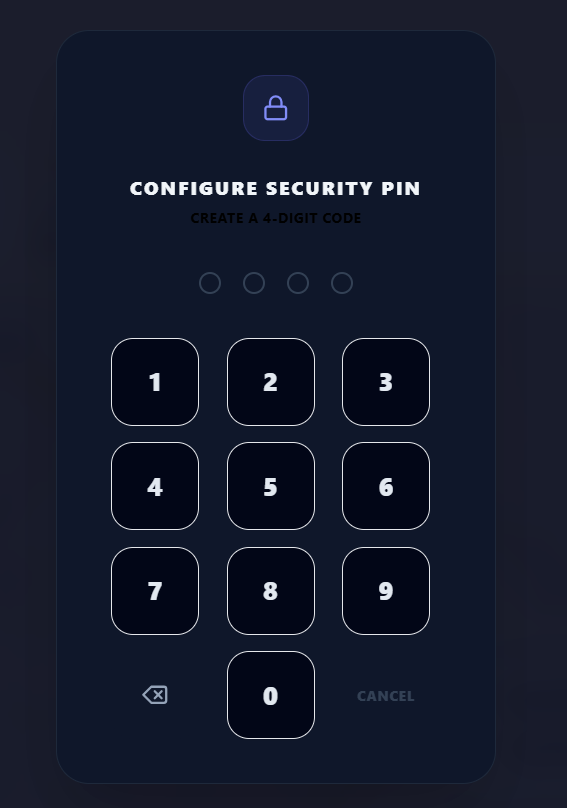 CONFIGURE SECURITY PIN
CREATE A 4-DIGIT CODE
1 2 3
4 5 6
7 8 9
0 CANCEL